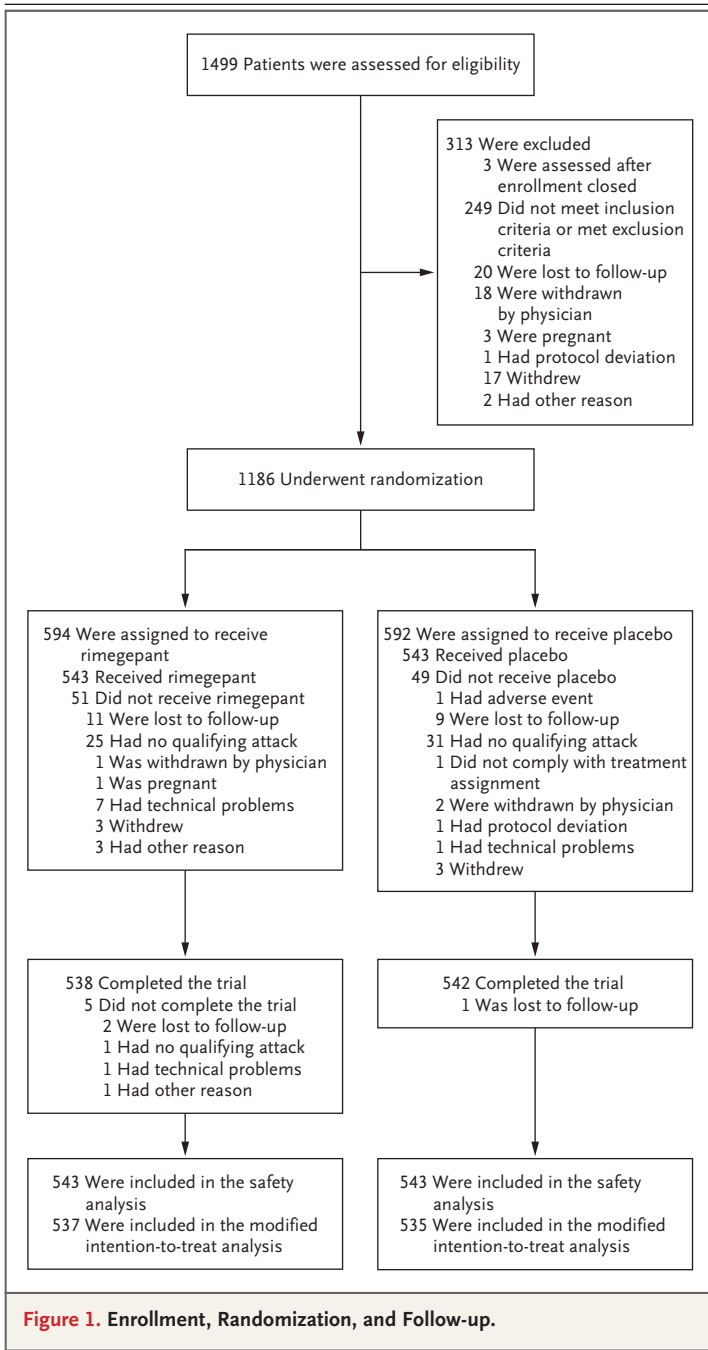 1499 Patients were assessed for eligibility
313 Were excluded
3 Were assessed after
enrollment closed
249 Did not meet inclusion
criteria or met exclusion
criteria
20 Were lost to follow-up
18 Were withdrawn
by physician
3 Were pregnant
1 Had protocol deviation
17 Withdrew
2 Had other reason
1186 Underwent randomization
594 Were assigned to receive
rimegepant
543 Received rimegepant
51 Did not receive rimegepant
11 Were lost to follow-up
25 Had no qualifying attack
1 Was withdrawn by physician
1 Was pregnant
7 Had technical problems
3 Withdrew
3 Had other reason
592 Were assigned to receive placebo
543 Received placebo
49 Did not receive placebo
1 Had adverse event
9 Were lost to follow-up
31 Had no qualifying attack
1 Did not comply with treatment
assignment
2 Were withdrawn by physician
1 Had protocol deviation
1 Had technical problems
3 Withdrew
538 Completed the trial
5 Did not complete the trial
2 Were lost to follow-up
1 Had no qualifying attack
1 Had technical problems
1 Had other reason
542 Completed the trial
1 Was lost to follow-up
543 Were included in the safety
analysis
537 Were included in the modified
intention-to-treat analysis
543 Were included in the safety
analysis
535 Were included in the modified
intention-to-treat analysis
Figure 1. Enrollment, Randomization, and Follow-up.